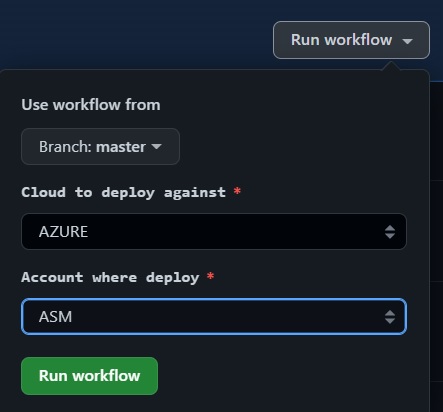 Run workflow
Use workflow from
Branch: master
Cloud to deploy against *
AZURE
Account where deploy *
ASM
Run workflow